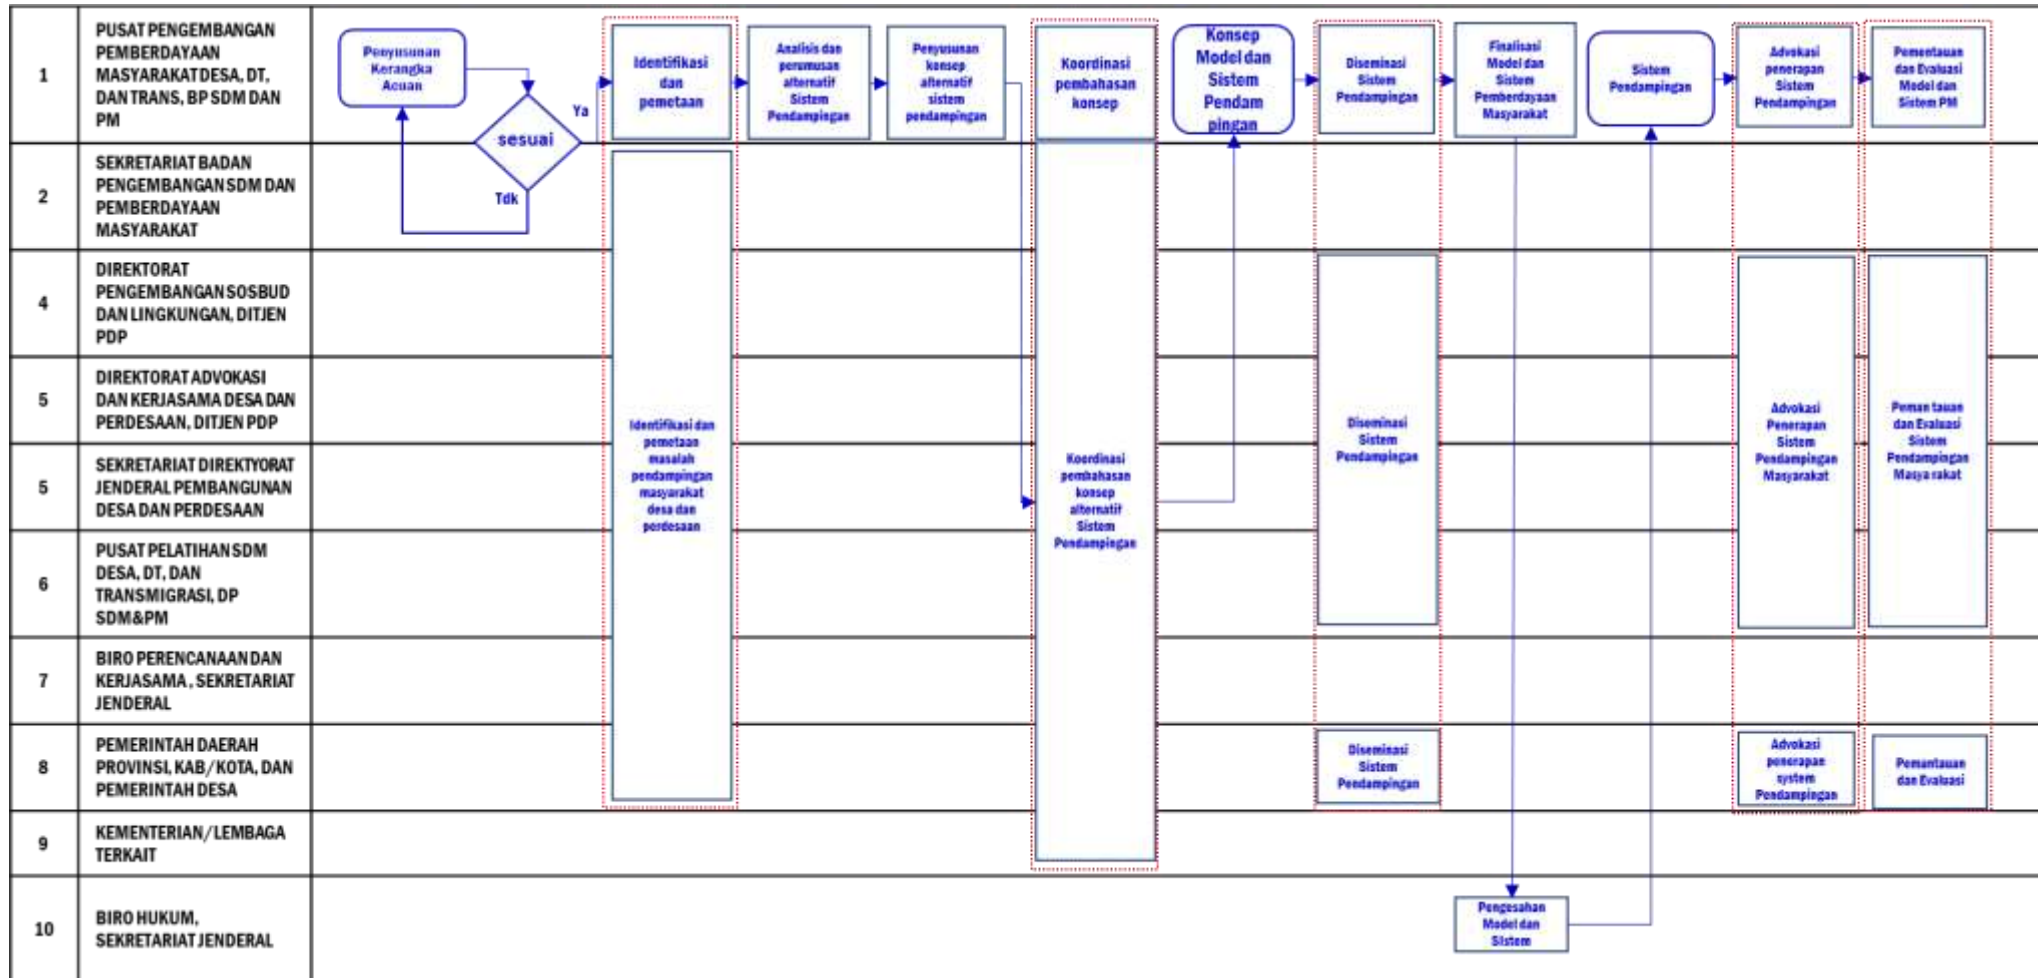 1
PUSAT PENGEMBANGAN
PEMBERDAYAAN
MASYARAKAT DESA, DT,
DAN TRANS, BP SDM DAN
PM
Penyusunan
Kerangka
Acuan
sesuai
Ya
Tdk
Identifikasi
dan
pemetaan
Analisis dan
perumusan
alternatif
Sistem
Pendampingan
Penyusunan
konsep
alternatif
sistem
pendampingan
Koordinasi
pembahasan
konsep
Konsep
Model dan
Sistem
Pendam
pingan
Diseminasi
Sistem
Pendampingan
Finalisasi
Model dan
Sistem
Pemberdayaan
Masyarakat
Sistem
Pendampingan
Advokasi
penerapan
Sistem
Pendampingan
Pementauan
dan Evaluasi
Model dan
Sistem PM
2
SEKRETARIAT BADAN
PENGEMBANGAN SDM DAN
PEMBERDAYAAN
MASYARAKAT
4
DIREKTORAT
PENGEMBANGAN SOSBUD
DAN LINGKUNGAN, DITJEN
PDP
5
DIREKTORAT ADVOKASI
DAN KERJASAMA DESA DAN
PERDESAAN, DITJEN PDP
5
SEKRETARIAT DIREKTYORAT
JENDERAL PEMBANGUNAN
DESA DAN PERDESAAN
Identifikasi dan
pemetaan
masalah
pendampingan
masyarakat
desa dan
perdesaan
Koordinasi
pembahasan
konsep
alternatif
Sistem
Pendampingan
Diseminasi
Sistem
Pendampingan
Advokasi
Penerapan
Sistem
Pendampingan
Masyarakat
Peman tauan
dan Evaluasi
Sistem
Pendampingan
Masya rakat
6
PUSAT PELATIHAN SDM
DESA, DT, DAN
TRANSMIGRASI, DP
SDM&PM
7
BIRO PERENCANAAN DAN
KERJASAMA, SEKRETARIAT
JENDERAL
8
PEMERINTAH DAERAH
PROVINSI, KAB/KOTA, DAN
PEMERINTAH DESA
Diseminasi
Sistem
Pendampingan
Advokasi
penerapan
system
Pendampingan
Pemantauan
dan Evaluasi
9
KEMENTERIAN/LEMBAGA
TERKAIT
10
BIRO HUKUM,
SEKRETARIAT JENDERAL
Pengesahan
Model dan
Sistem